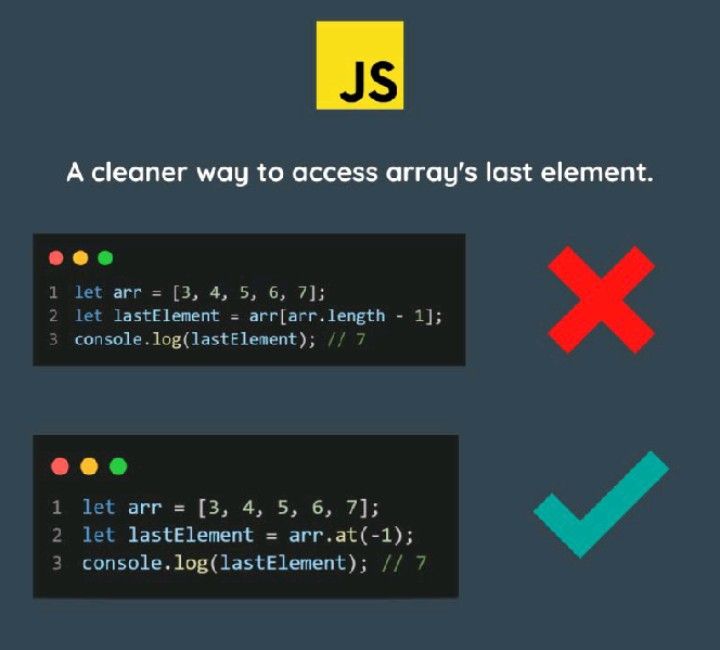 JS
A cleaner way to access array's last element.
1 let arr = [3, 4, 5, 6, 7];
2 let lastElement = arr[arr.length - 1];
3 console.log(lastElement); // 7
1 let arr = [3, 4, 5, 6, 7];
2 let lastElement = arr.at(-1);
3 console.log(lastElement); // 7